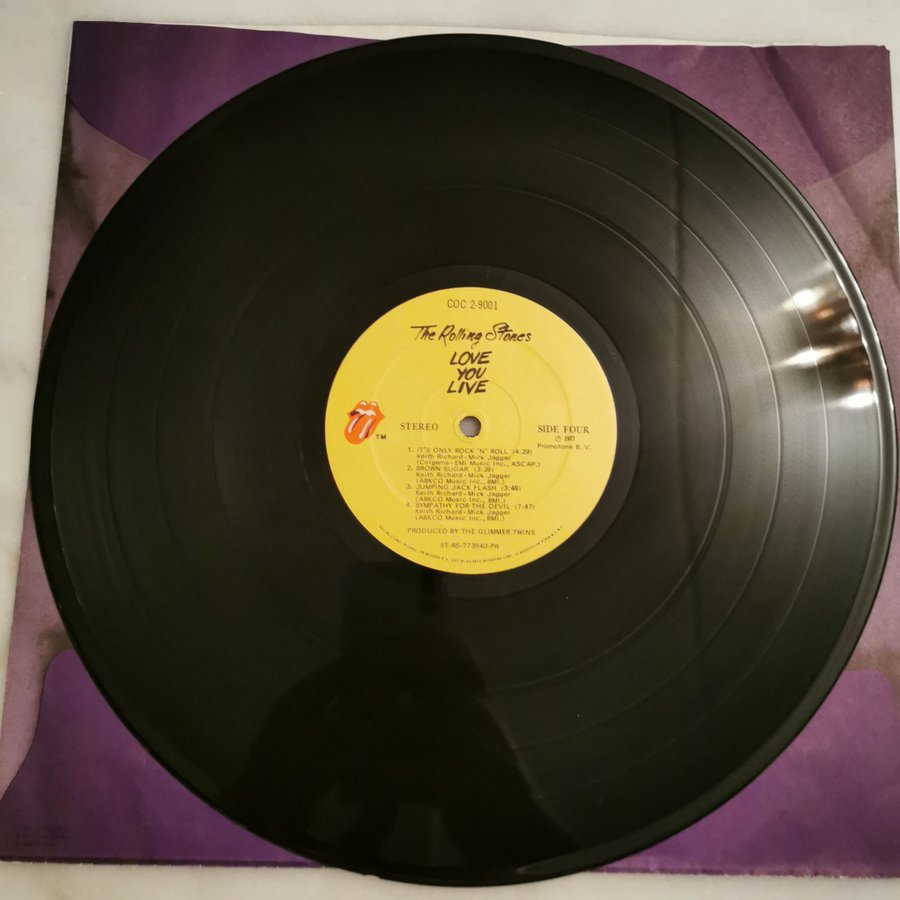 COC 2-9001
The Rolling Stones
LOVE
YOU
LIVE
TM
STEREO
SIDE FOUR
℗ 1977
Promotone B. V.
1. IT'S ONLY ROCK 'N' ROLL (4:29)
Keith Richard-Mick Jagger
(Colgems-EMI Music Inc., ASCAP.)
2. BROWN SUGAR (3:28)
Keith Richard-Mick Jagger
(ABKCO Music Inc., BMI.)
3. JUMPING JACK FLASH (3:48)
Keith Richard-Mick Jagger
(ABKCO Music Inc., BMI.)
4. SYMPATHY FOR THE DEVIL (7:47)
Keith Richard-Mick Jagger
(ABKCO Music Inc., BMI.)
PRODUCED BY THE GLIMMER TWINS
ST-RS-773940-PR